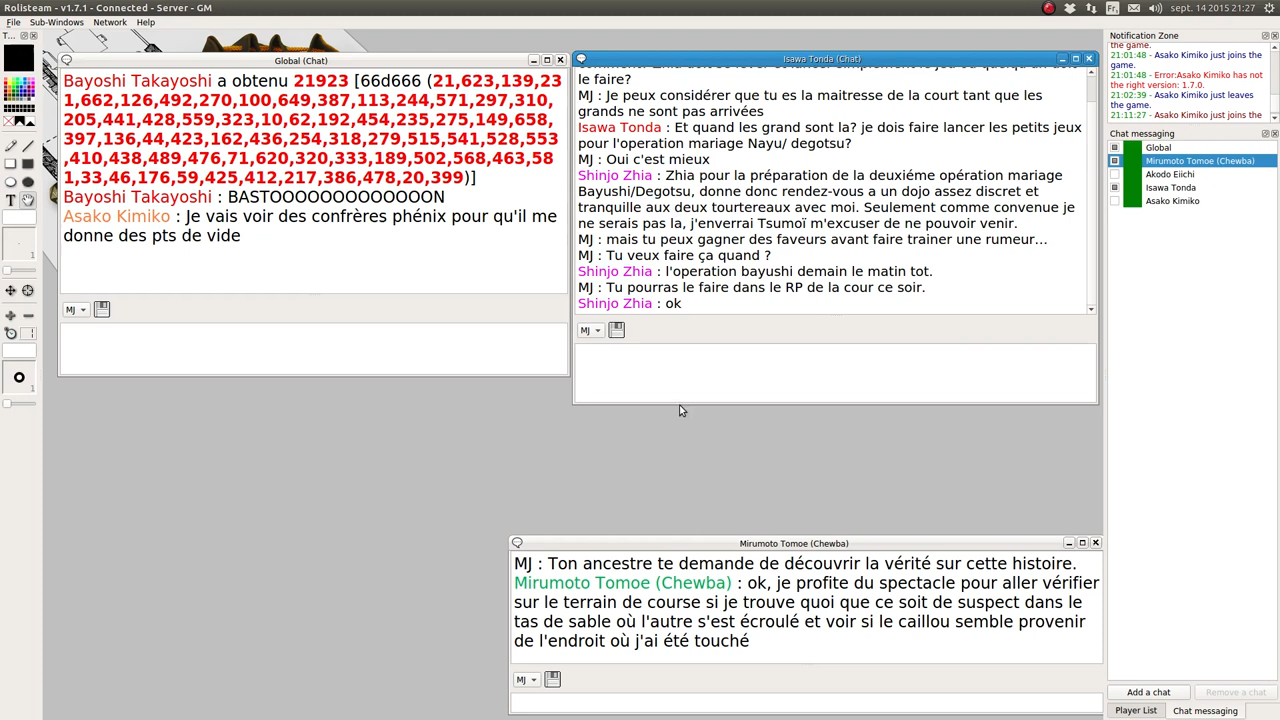 Rolisteam - v1.7.1 - Connected - Server - GM
Fr
sept. 14 2015 21:27
File Sub-Windows Network Help
T...
Global (Chat)
Bayoshi Takayoshi a obtenu 21923 [66d666 (21,623,139,23
1,662,126,492,270,100,649,387,113,244,571,297,310,
205,441,428,559,323,10,62,192,454,235,275,149,658,
397,136,44,423,162,436,254,318,279,515,541,528,553
,410,438,489,476,71,620,320,333,189,502,568,463,58
1,33,46,176,59,425,412,217,386,478,20,399)]
Bayoshi Takayoshi : BASTOOOOOOOOOOOOOON
Asako Kimiko : Je vais voir des confrères phénix pour qu'il me
donne des pts de vide
MJ
Isawa Tonda (Chat)
le faire?
MJ : Je peux considérer que tu es la maitresse de la court tant que les
grands ne sont pas arrivées
Isawa Tonda : Et quand les grand sont la? je dois faire lancer les petits jeux
pour l'operation mariage Nayu/ degotsu?
MJ : Oui c'est mieux
Shinjo Zhia : Zhia pour la préparation de la deuxiéme opération mariage
Bayushi/Degotsu, donne donc rendez-vous a un dojo assez discret et
tranquille aux deux tourtereaux avec moi. Seulement comme convenue je
ne serais pas la, j'enverrai Tsumoï m'excuser de ne pouvoir venir.
MJ : mais tu peux gagner des faveurs avant faire trainer une rumeur...
MJ : Tu veux faire ça quand ?
Shinjo Zhia : l'operation bayushi demain le matin tot.
MJ : Tu pourras le faire dans le RP de la cour ce soir.
Shinjo Zhia : ok
MJ
Mirumoto Tomoe (Chewba)
MJ : Ton ancestre te demande de découvrir la vérité sur cette histoire.
Mirumoto Tomoe (Chewba) : ok, je profite du spectacle pour aller vérifier
sur le terrain de course si je trouve quoi que ce soit de suspect dans le
tas de sable où l'autre s'est écroulé et voir si le caillou semble provenir
de l'endroit où j'ai été touché
MJ
Notification Zone
the game.
21:01:48 - Asako Kimiko just joins the
game.
21:01:48 - Error:Asako Kimiko has not
the right version: 1.7.0.
21:02:39 - Asako Kimiko just leaves
the game.
21:11:27 - Asako Kimiko just joins the
Chat messaging
Global
Mirumoto Tomoe (Chewba)
Akodo Eiichi
Isawa Tonda
Asako Kimiko
Add a chat
Remove a chat
Player List
Chat messaging
T
1
1
1